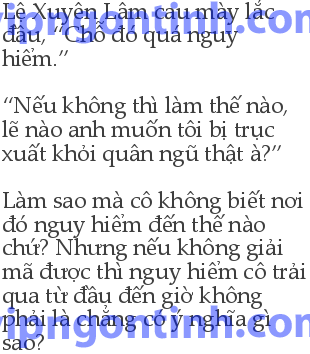 Lệ Xuyên Lâm cau mày lắc
đầu, “Chỗ đó quá nguy
hiểm.”
“Nếu không thì làm thế nào,
lẽ nào anh muốn tôi bị trục
xuất khỏi quân ngũ thật à?”
Làm sao mà cô không biết nơi
đó nguy hiểm đến thế nào
chứ? Nhưng nếu không giải
mã được thì nguy hiểm cô trải
qua từ đầu đến giờ không
phải là chẳng có ý nghĩa gì
sao?